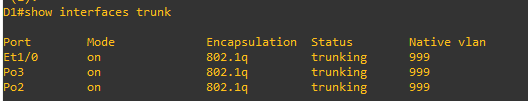 D1#show interfaces trunk
Port Mode Encapsulation Status Native vlan
Et1/0 on 802.1q trunking 999
Po3 on 802.1q trunking 999
Po2 on 802.1q trunking 999